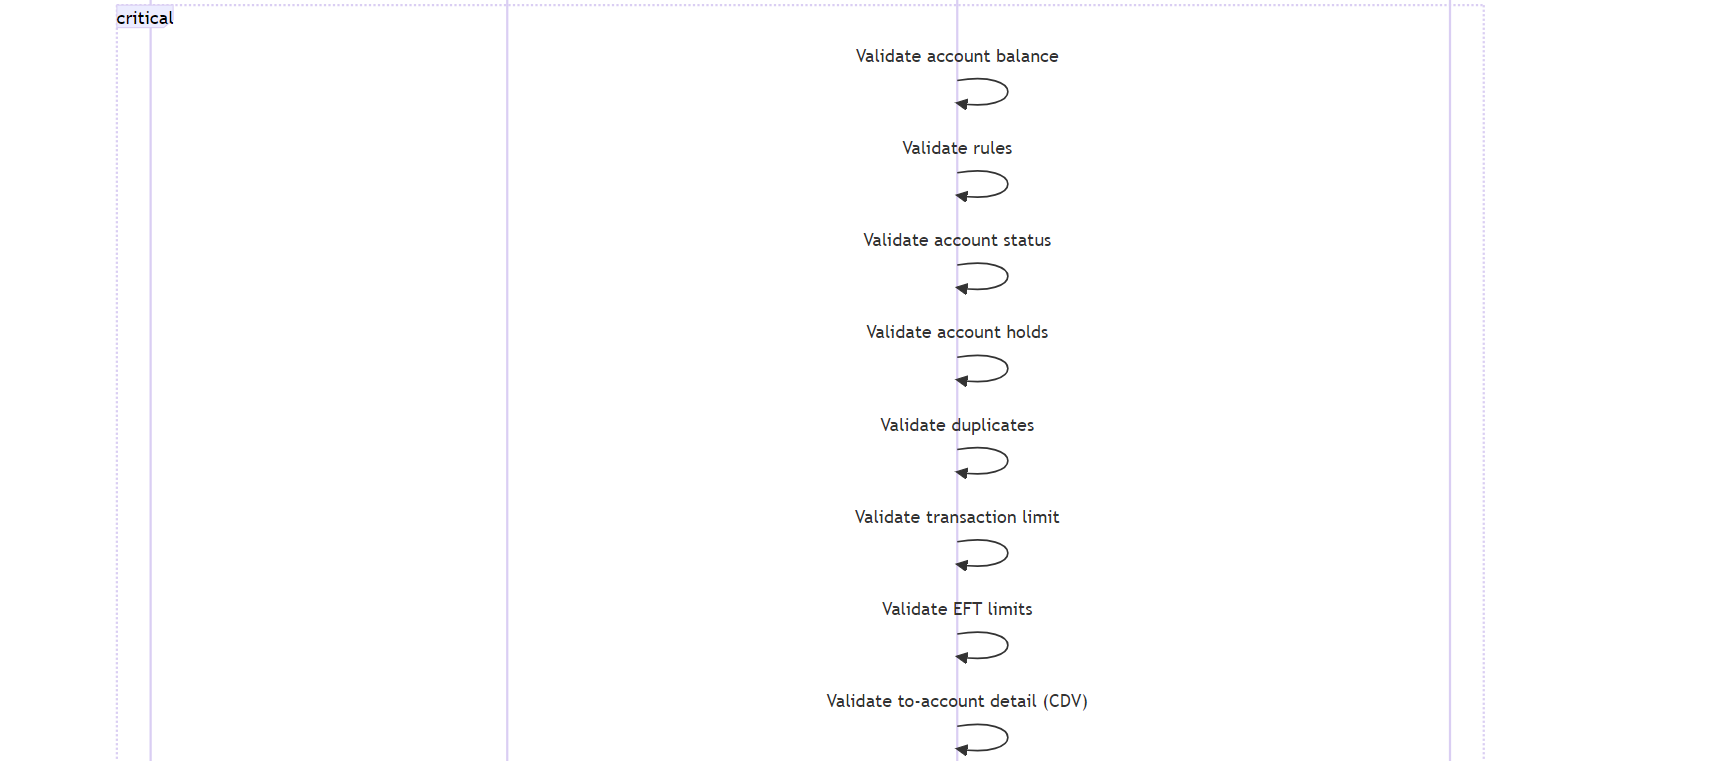 critical
Validate account balance
Validate rules
Validate account status
Validate account holds
Validate duplicates
Validate transaction limit
Validate EFT limits
Validate to-account detail (CDV)